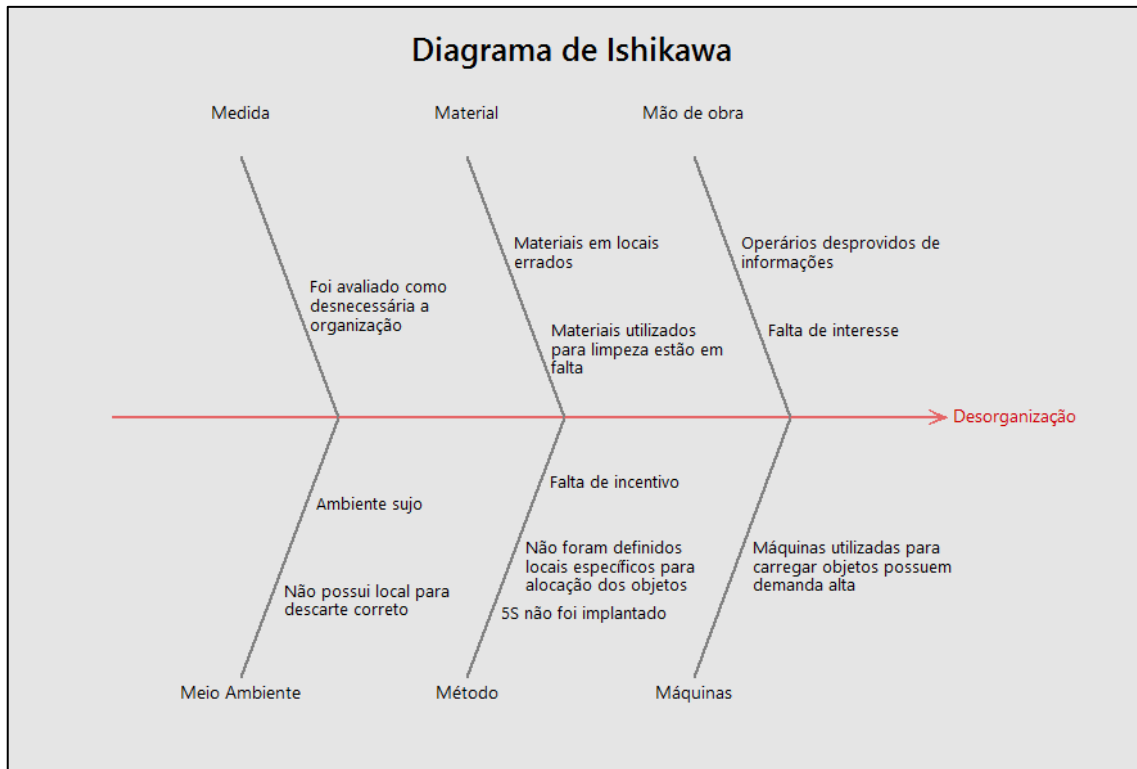 Diagrama de Ishikawa
Medida
Material
Mão de obra
Materiais em locais
errados
Operários desprovidos de
informações
Foi avaliado como
desnecessária a
organização
Materiais utilizados
para limpeza estão em
falta
Falta de interesse
Desorganização
Ambiente sujo
Não possui local para
descarte correto
Falta de incentivo
Não foram definidos
locais específicos para
alocação dos objetos
5S não foi implantado
Máquinas utilizadas para
carregar objetos possuem
demanda alta
Meio Ambiente
Método
Máquinas